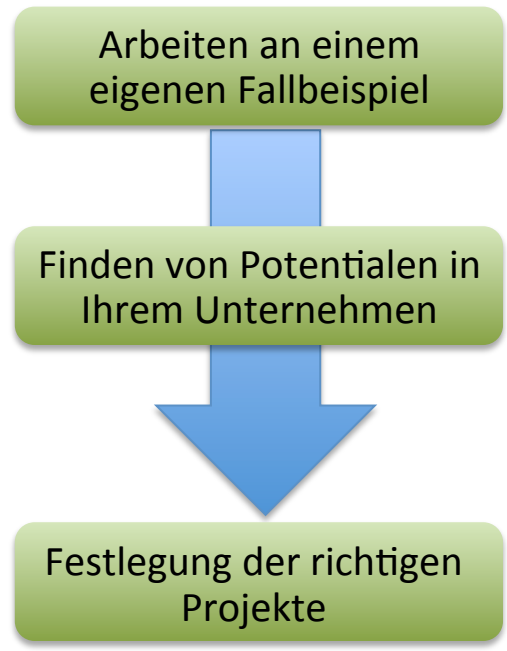 Arbeiten an einem
eigenen Fallbeispiel
Finden von Potentialen in
Ihrem Unternehmen
Festlegung der richtigen
Projekte